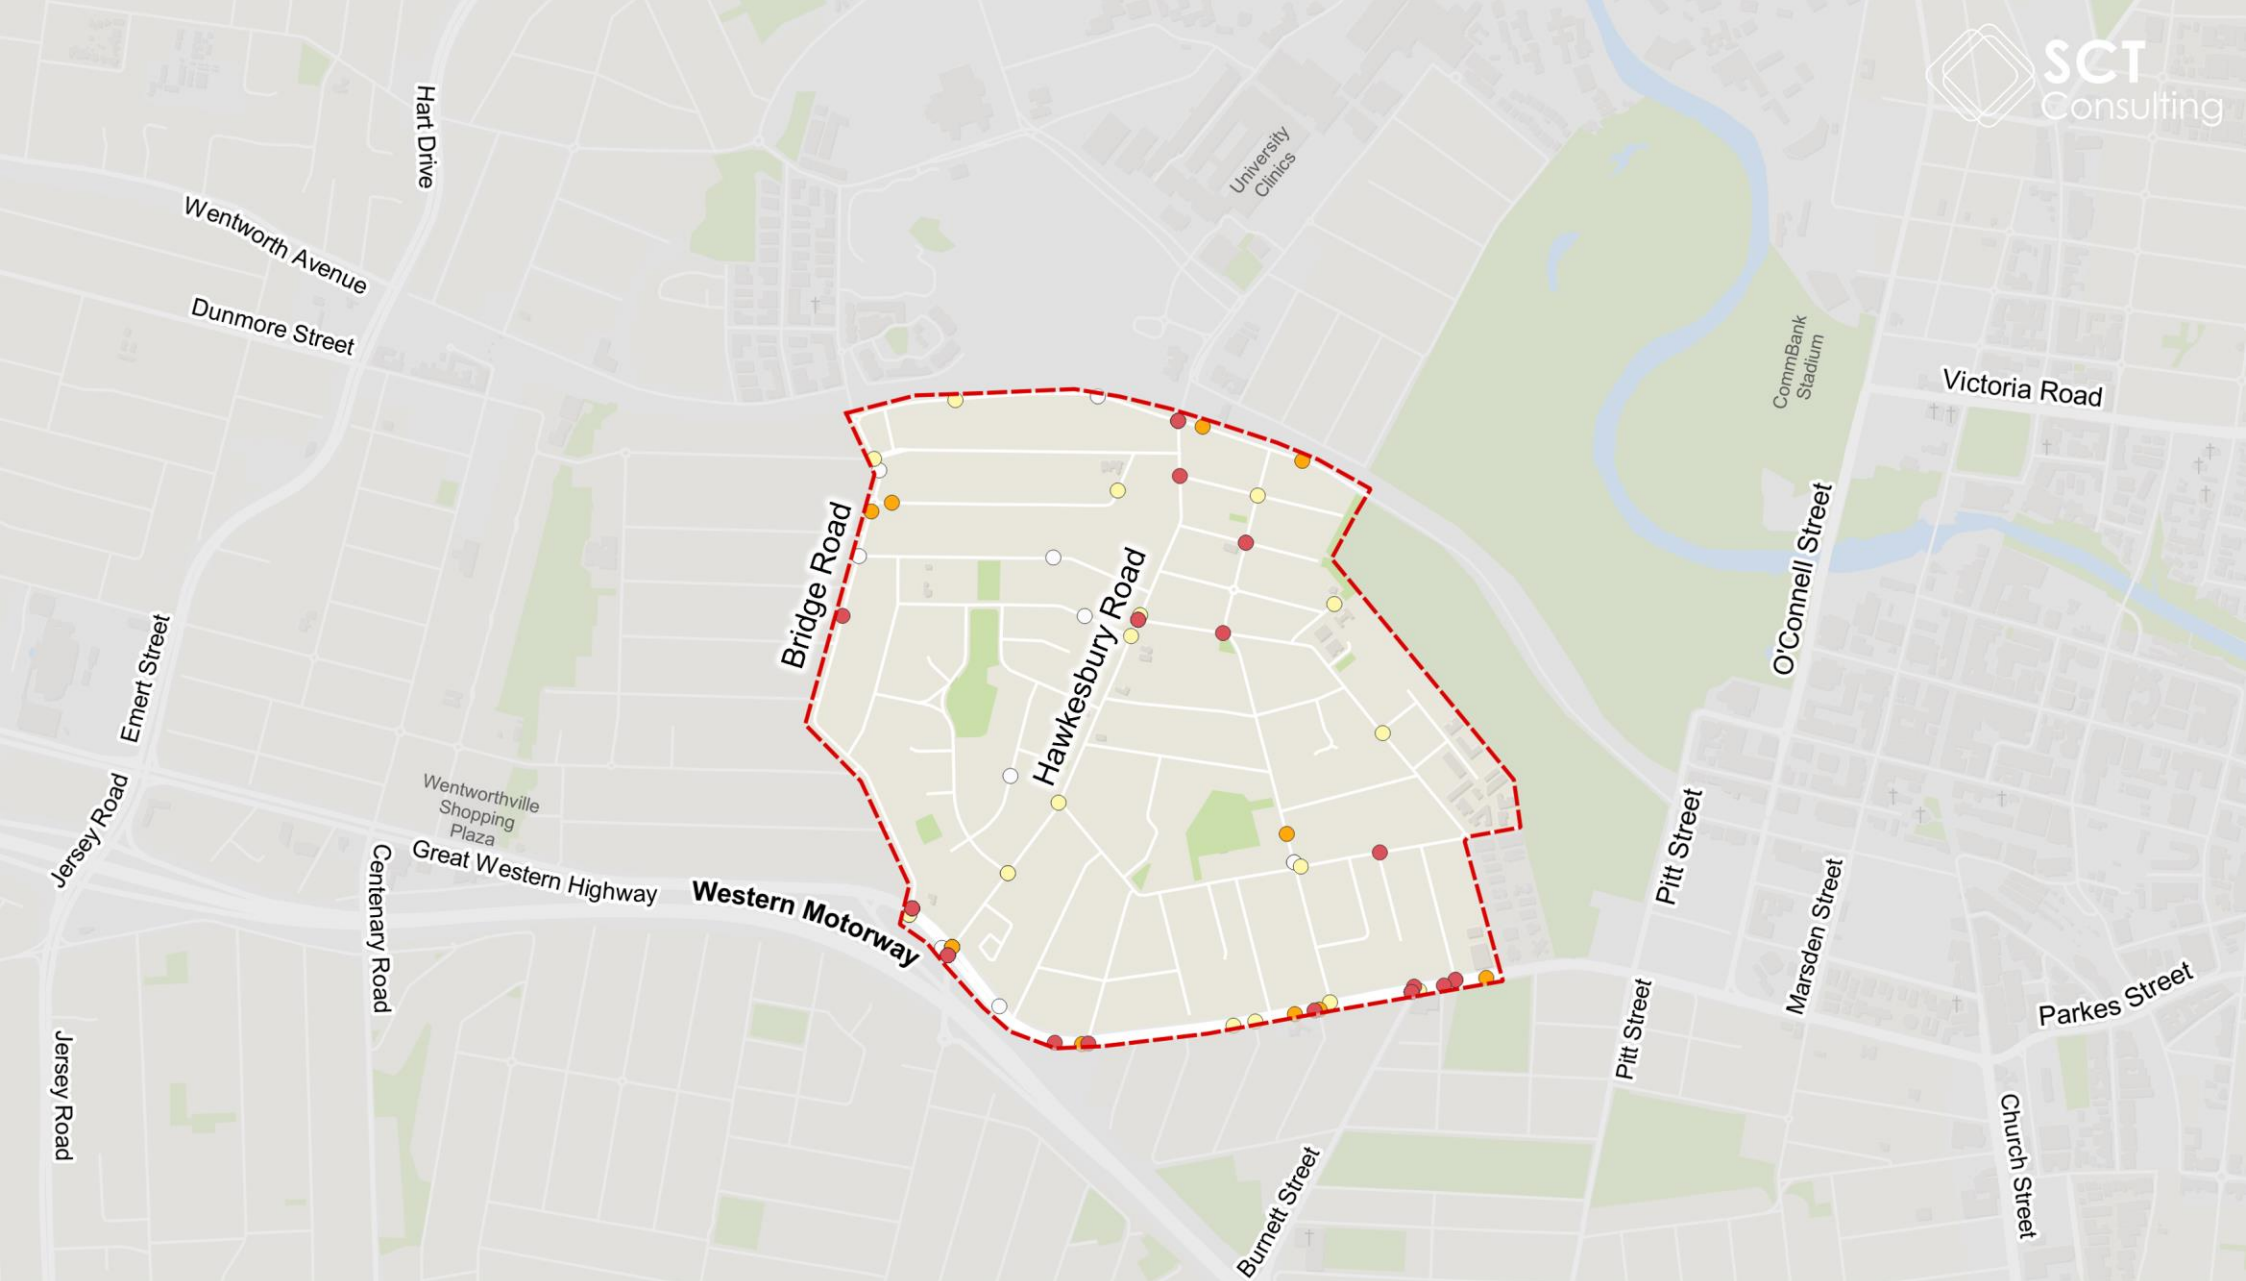 SCT
Consulting
Hart Drive
University
Clinics
Wentworth Avenue
Dunmore Street
CommBank
Stadium
Victoria Road
Bridge Road
Hawkesbury Road
O'Connell Street
Emert Street
Jersey Road
Wentworthville
Shopping
Plaza
Great Western Highway
Western Motorway
Centenary Road
Pitt Street
Marsden Street
Parkes Street
Pitt Street
Jersey Road
Church Street
Burnett Street